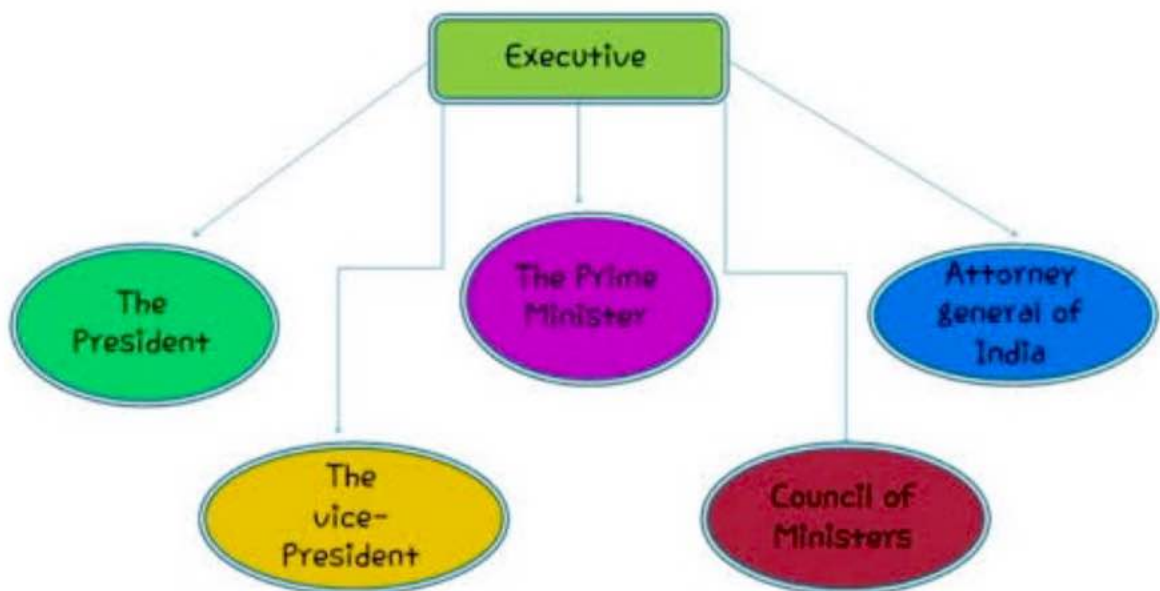 Executive
The
President
The Prime
Minister
Attorney
general of
India
The
vice-
President
Council of
Ministers